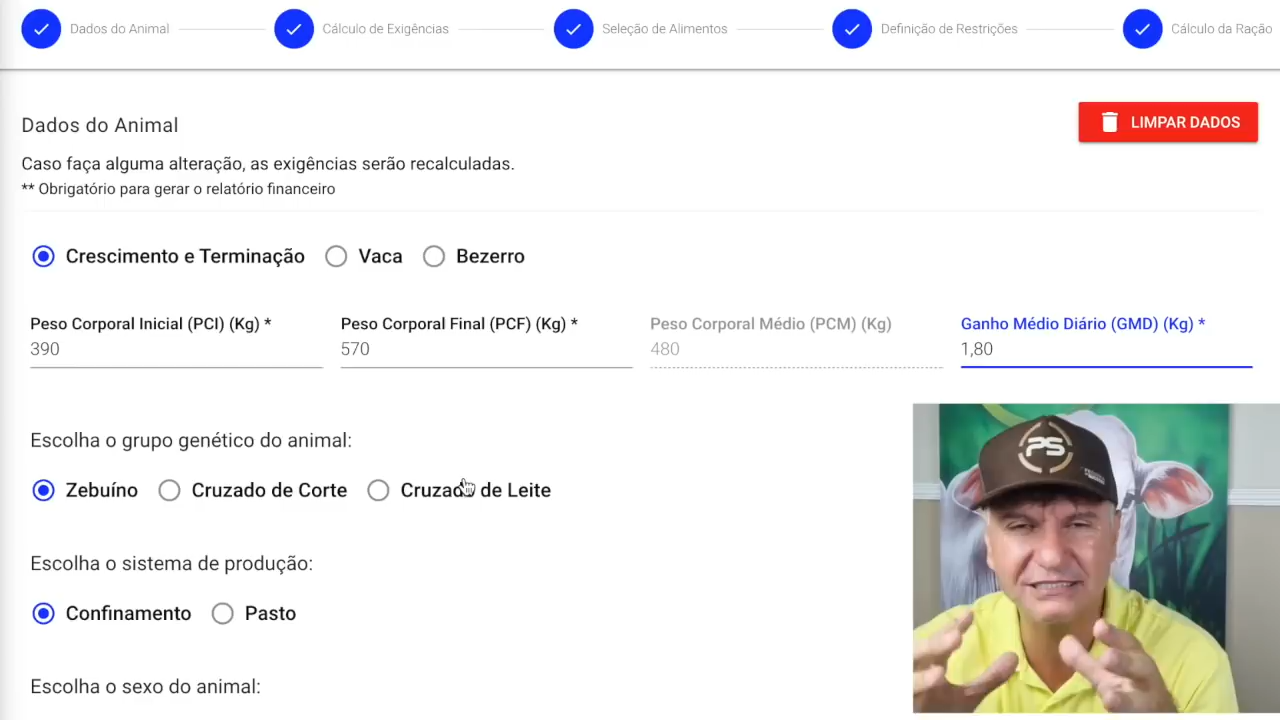 Dados do Animal
Cálculo de Exigências
Seleção de Alimentos
Definição de Restrições
Cálculo da Ração
Dados do Animal
LIMPAR DADOS
Caso faça alguma alteração, as exigências serão recalculadas.
** Obrigatório para gerar o relatório financeiro
Crescimento e Terminação
Vaca
Bezerro
Peso Corporal Inicial (PCI) (Kg) *
390
Peso Corporal Final (PCF) (Kg) *
570
Peso Corporal Médio (PCM) (Kg)
480
Ganho Médio Diário (GMD) (Kg) *
1,80
Escolha o grupo genético do animal:
Zebuíno
Cruzado de Corte
Cruzado de Leite
Escolha o sistema de produção:
Confinamento
Pasto
Escolha o sexo do animal:
PS